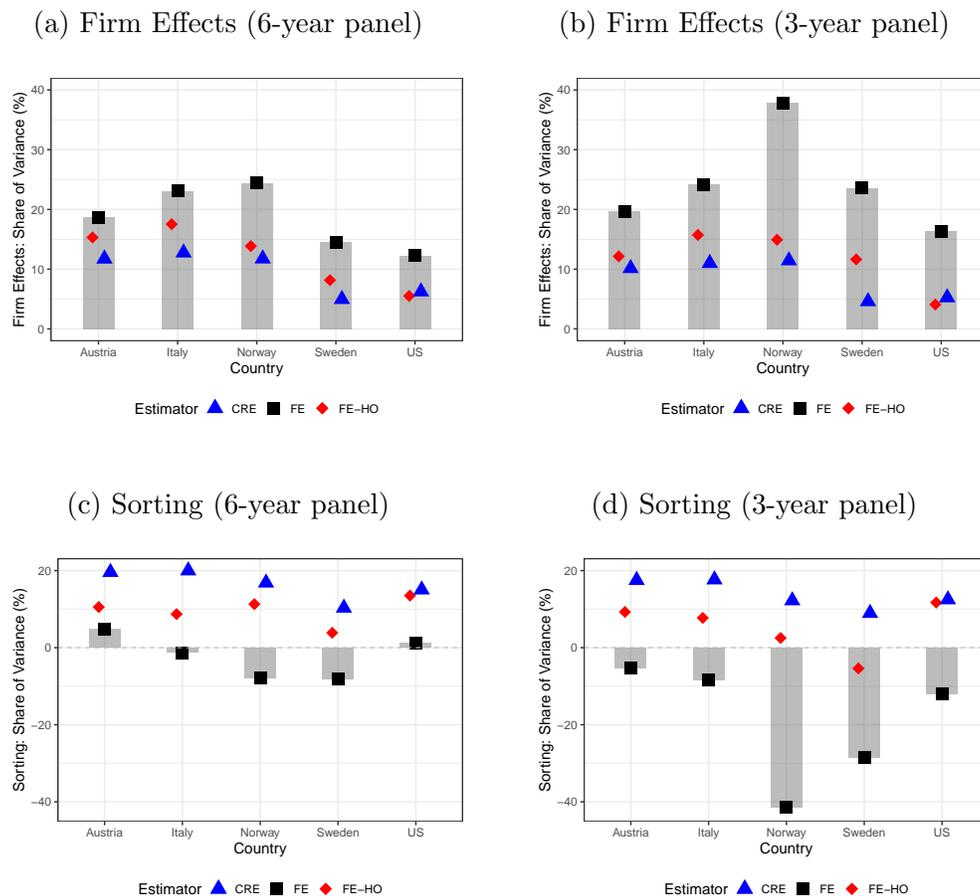 (a) Firm Effects (6-year panel)
Firm Effects: Share of Variance (%)
40
30
20
10
0
Austria Italy Norway Sweden US
Country
Estimator CRE FE FE−HO
(b) Firm Effects (3-year panel)
Firm Effects: Share of Variance (%)
40
30
20
10
0
Austria Italy Norway Sweden US
Country
Estimator CRE FE FE−HO
(c) Sorting (6-year panel)
Sorting: Share of Variance (%)
20
0
−20
−40
Austria Italy Norway Sweden US
Country
Estimator CRE FE FE−HO
(d) Sorting (3-year panel)
Sorting: Share of Variance (%)
20
0
−20
−40
Austria Italy Norway Sweden US
Country
Estimator CRE FE FE−HO